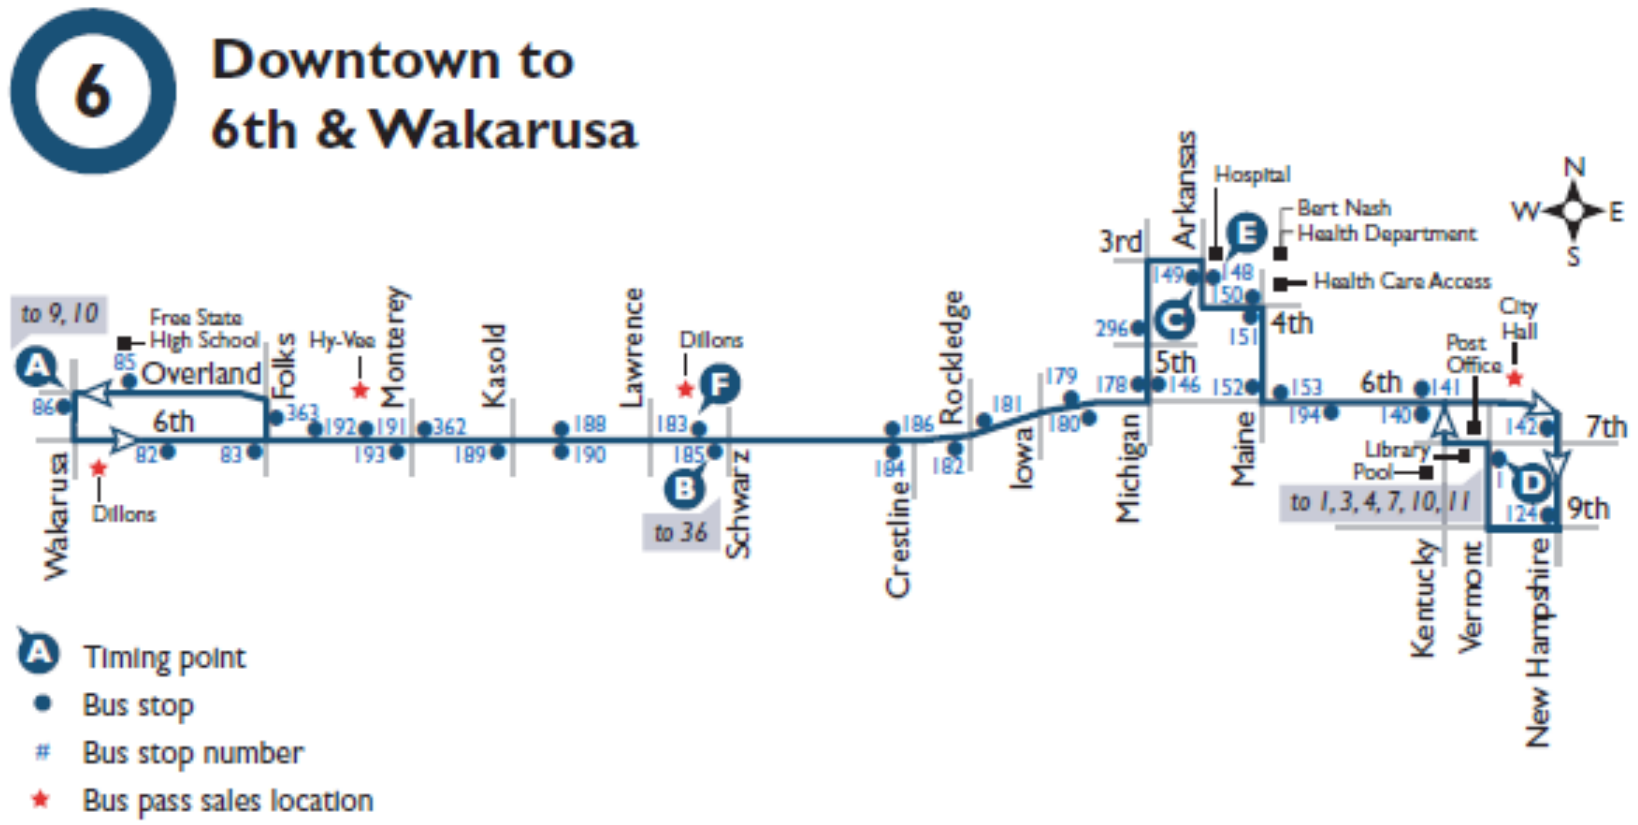 6
Downtown to
6th & Wakarusa
N
W E
S
Arkansas
Hospital
Bert Nash
Health Department
3rd
E
149 148
150
Health Care Access
C
4th
296
151
5th
178 146
152 153
City
Hall
Post
Office
to 9, 10
Free State
High School
A
85
Overland
86
6th
Folks
Hy-Vee
Monterey
Kasold
Lawrence
Dillons
F
Rockledge
363
192 191 362
188
183
186
181
179
6th
141
82 83
193
189
190
185
184
182
180
194
140
142
7th
B
to 36
Dillons
Wakarusa
Schwarz
Crestline
Iowa
Michigan
Maine
Library
Pool
1
D
to 1, 3, 4, 7, 10, 11
124
9th
Kentucky
Vermont
New Hampshire
A Timing point
Bus stop
# Bus stop number
Bus pass sales location